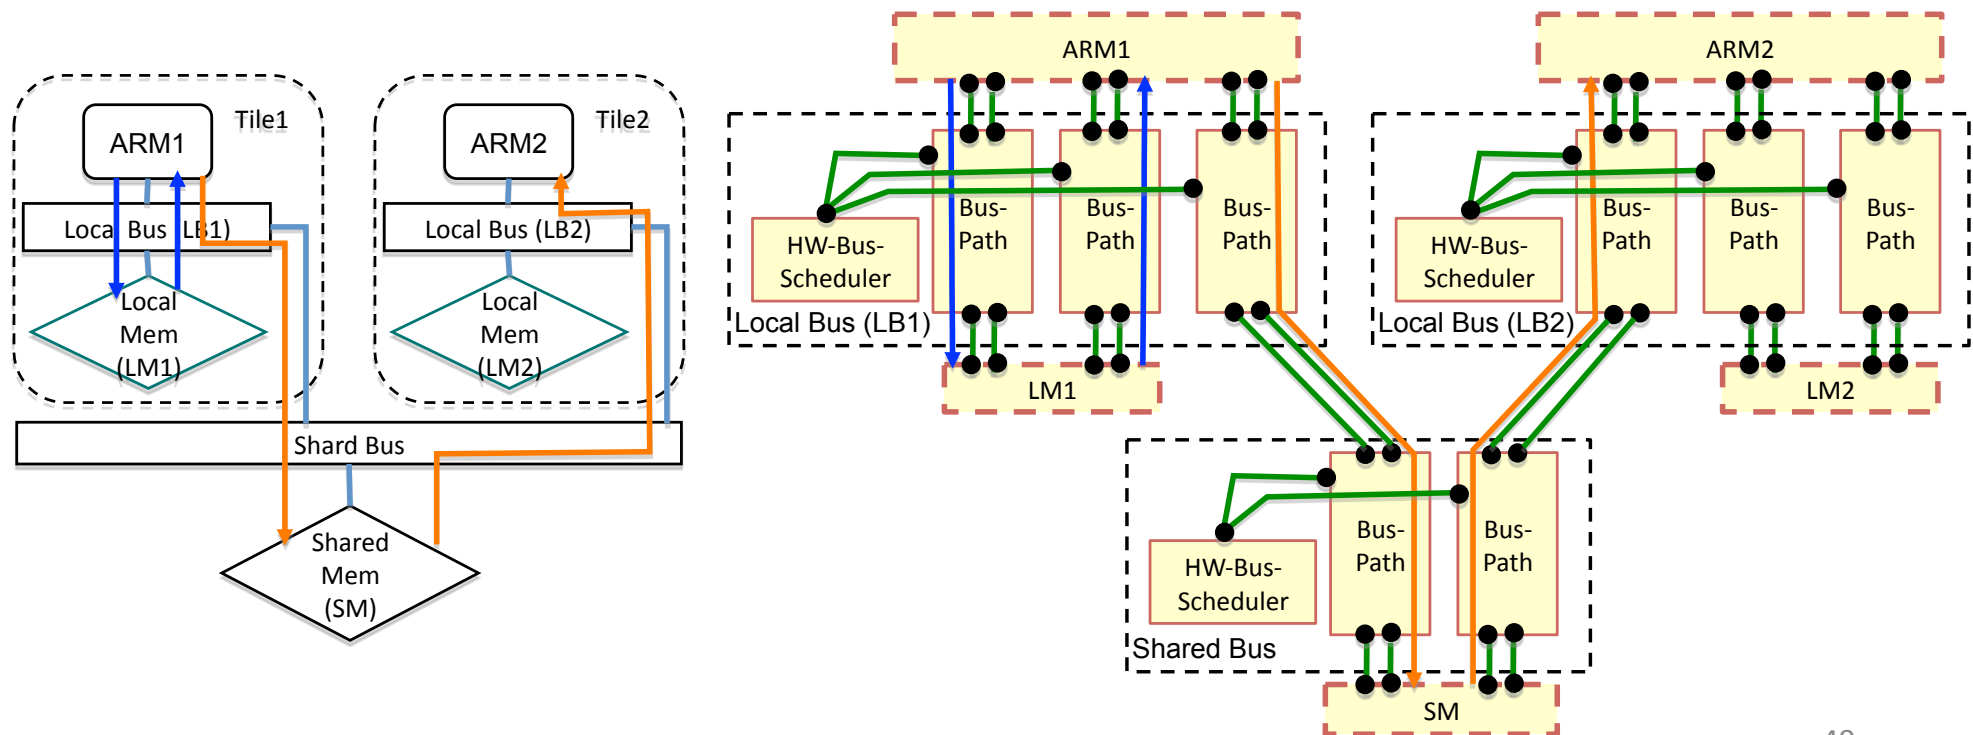 ARM1
Tile1
Local Bus (LB1)
Local
Mem
(LM1)
ARM2
Tile2
Local Bus (LB2)
Local
Mem
(LM2)
Shard Bus
Shared
Mem
(SM)
ARM1
HW-Bus-
Scheduler
Bus-
Path
Bus-
Path
Bus-
Path
Local Bus (LB1)
LM1
ARM2
HW-Bus-
Scheduler
Bus-
Path
Bus-
Path
Bus-
Path
Local Bus (LB2)
LM2
HW-Bus-
Scheduler
Bus-
Path
Bus-
Path
Shared Bus
SM